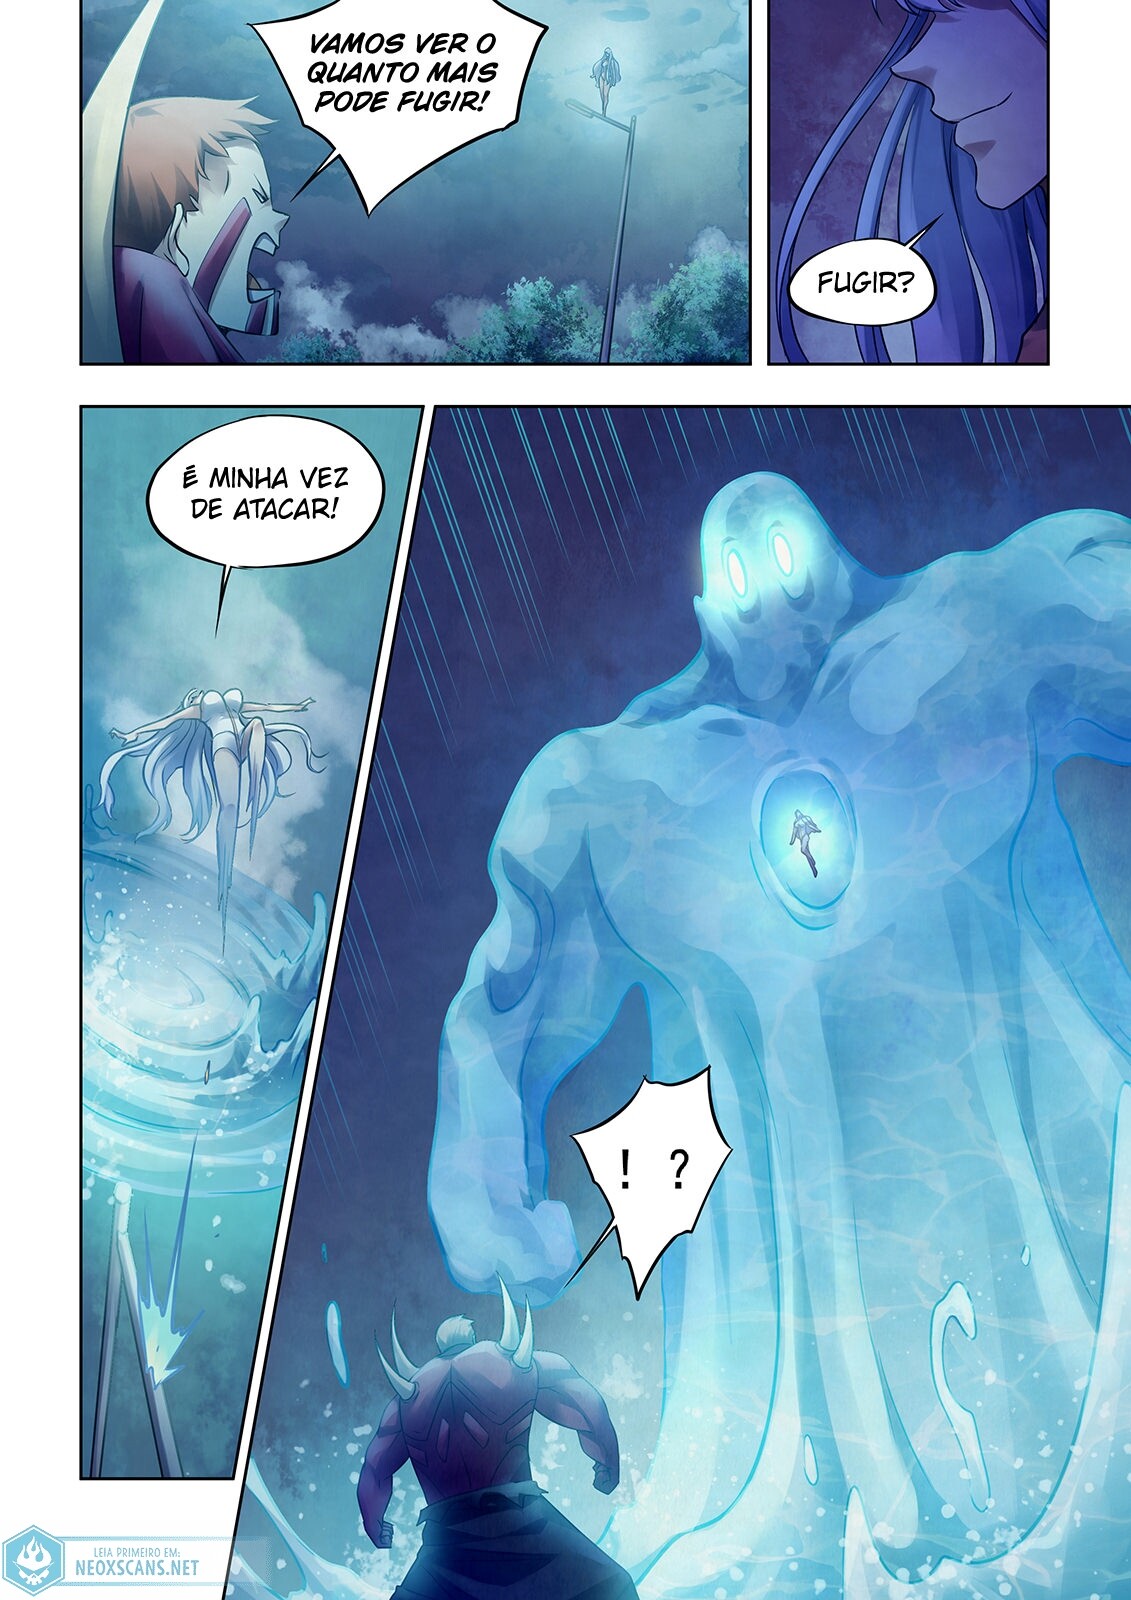 VAMOS VER O
QUANTO MAIS
PODE FUGIR!
FUGIR?
É MINHA VEZ
DE ATACAR!
! ?
LEIA PRIMEIRO EM:
NEOXSCANS.NET